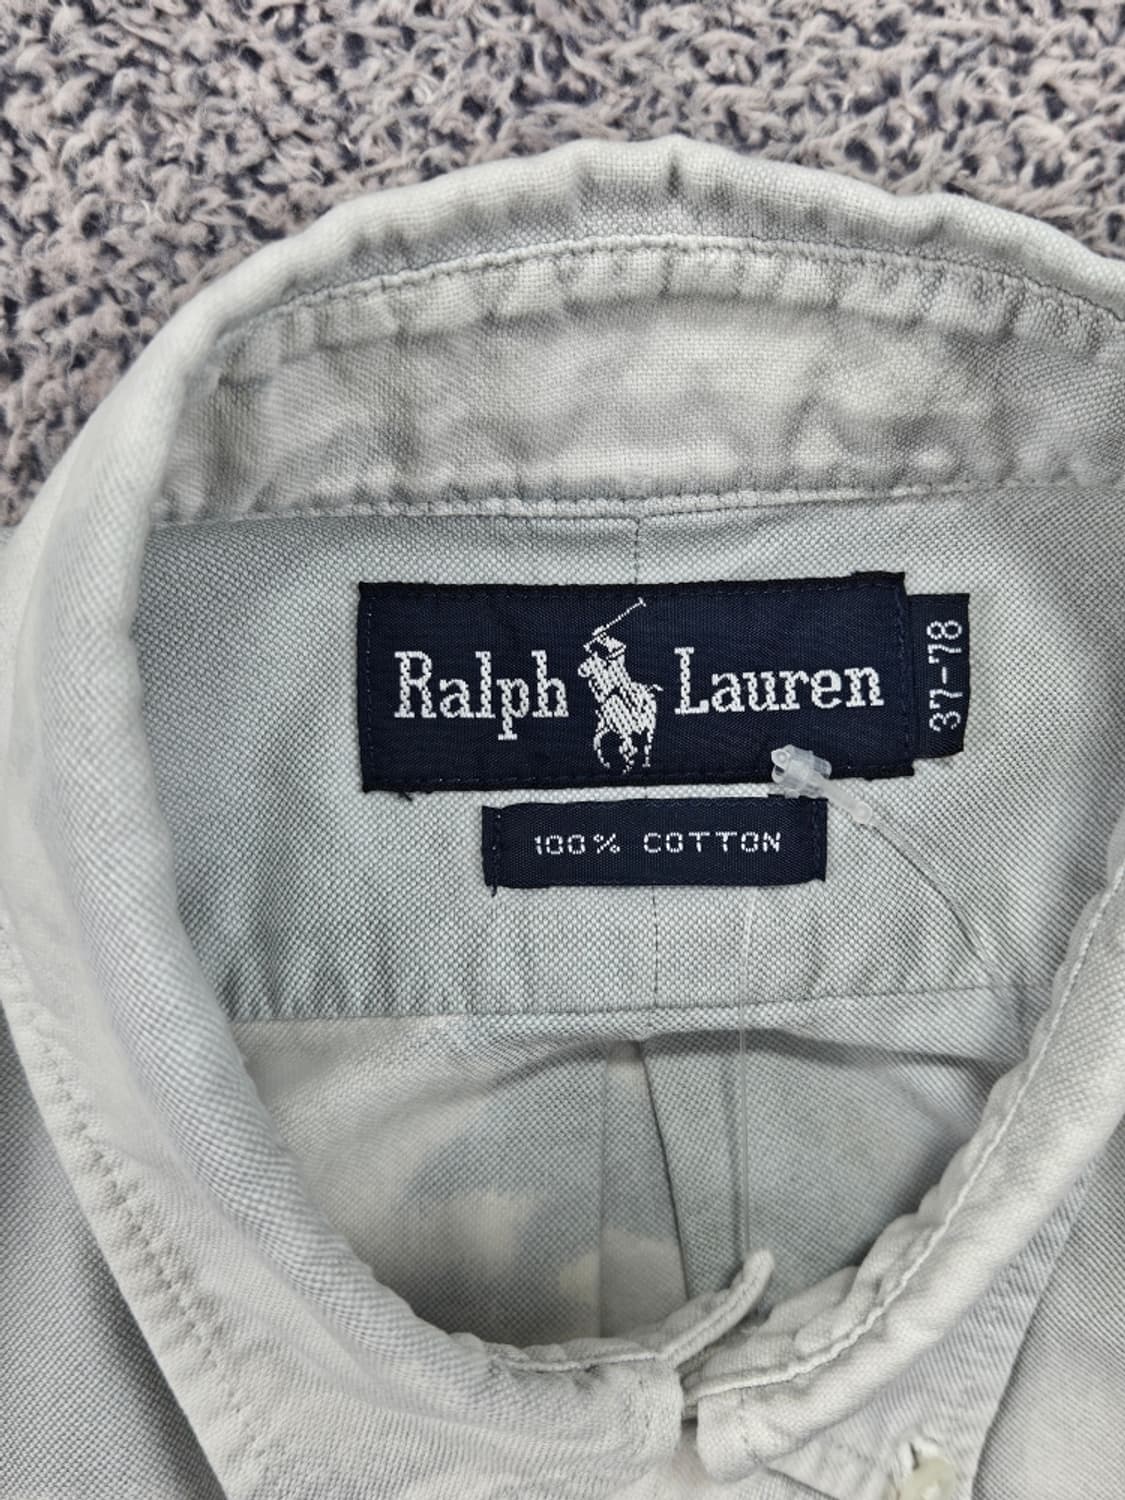 Ralph Lauren
37-78
100% COTTON